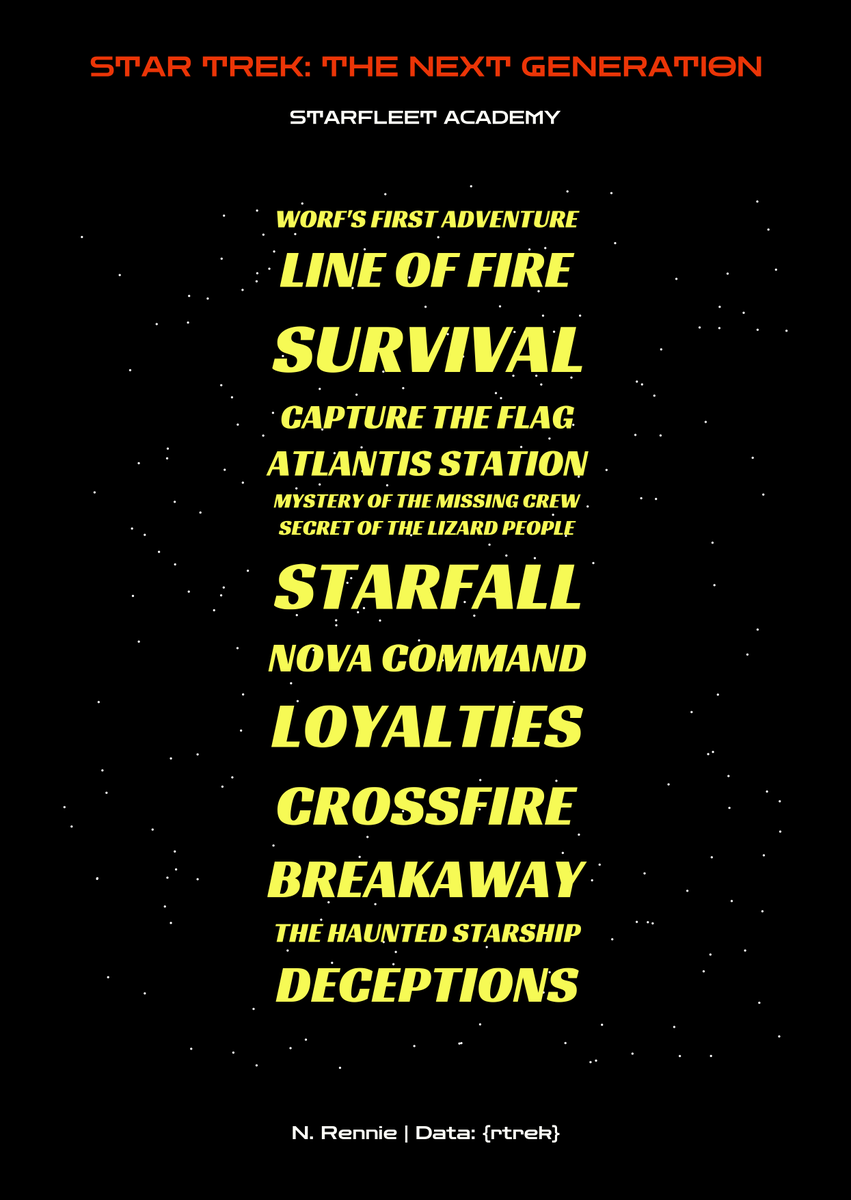 STAR TREK: THE NEXT GENERATION
STARFLEET ACADEMY
WORF'S FIRST ADVENTURE
LINE OF FIRE
SURVIVAL
CAPTURE THE FLAG
ATLANTIS STATION
MYSTERY OF THE MISSING CREW
SECRET OF THE LIZARD PEOPLE
STARFALL
NOVA COMMAND
LOYALTIES
CROSSFIRE
BREAKAWAY
THE HAUNTED STARSHIP
DECEPTIONS
N. Rennie | Data: {rtrek}